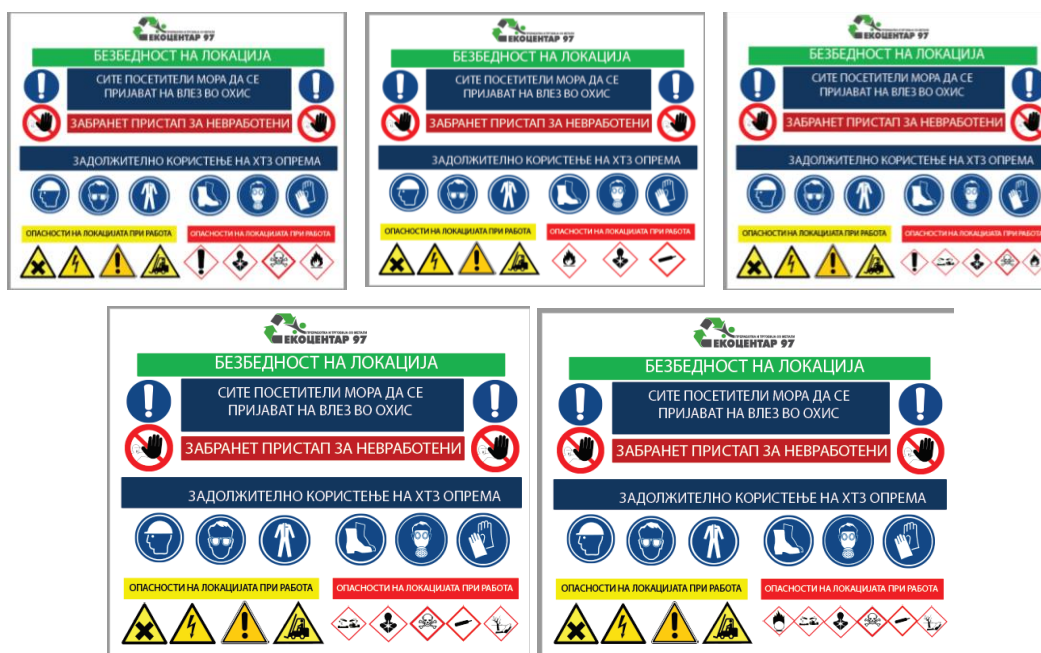 ЕКОЦЕНТАР 97
БЕЗБЕДНОСТ НА ЛОКАЦИЈА
СИТЕ ПОСЕТИТЕЛИ МОРА ДА СЕ
ПРИЈАВАТ НА ВЛЕЗ ВО ОХИС
ЗАБРАНЕТ ПРИСТАП ЗА НЕВРАБОТЕНИ
ЗАДОЛЖИТЕЛНО КОРИСТЕЊЕ НА ХТЗ ОПРЕМА
ОПАСНОСТИ НА ЛОКАЦИЈАТА ПРИ РАБОТА
ОПАСНОСТИ НА ЛОКАЦИЈАТА ПРИ РАБОТА
ЕКОЦЕНТАР 97
БЕЗБЕДНОСТ НА ЛОКАЦИЈА
СИТЕ ПОСЕТИТЕЛИ МОРА ДА СЕ
ПРИЈАВАТ НА ВЛЕЗ ВО ОХИС
ЗАБРАНЕТ ПРИСТАП ЗА НЕВРАБОТЕНИ
ЗАДОЛЖИТЕЛНО КОРИСТЕЊЕ НА ХТЗ ОПРЕМА
ОПАСНОСТИ НА ЛОКАЦИЈАТА ПРИ РАБОТА
ОПАСНОСТИ НА ЛОКАЦИЈАТА ПРИ РАБОТА
ЕКОЦЕНТАР 97
БЕЗБЕДНОСТ НА ЛОКАЦИЈА
СИТЕ ПОСЕТИТЕЛИ МОРА ДА СЕ
ПРИЈАВАТ НА ВЛЕЗ ВО ОХИС
ЗАБРАНЕТ ПРИСТАП ЗА НЕВРАБОТЕНИ
ЗАДОЛЖИТЕЛНО КОРИСТЕЊЕ НА ХТЗ ОПРЕМА
ОПАСНОСТИ НА ЛОКАЦИЈАТА ПРИ РАБОТА
ОПАСНОСТИ НА ЛОКАЦИЈАТА ПРИ РАБОТА
ПРЕРАБОТКА И ТРГОВИЈА СО МЕТАЛИ
ЕКОЦЕНТАР 97
БЕЗБЕДНОСТ НА ЛОКАЦИЈА
СИТЕ ПОСЕТИТЕЛИ МОРА ДА СЕ
ПРИЈАВАТ НА ВЛЕЗ ВО ОХИС
ЗАБРАНЕТ ПРИСТАП ЗА НЕВРАБОТЕНИ
ЗАДОЛЖИТЕЛНО КОРИСТЕЊЕ НА ХТЗ ОПРЕМА
ОПАСНОСТИ НА ЛОКАЦИЈАТА ПРИ РАБОТА
ОПАСНОСТИ НА ЛОКАЦИЈАТА ПРИ РАБОТА
ПРЕРАБОТКА И ТРГОВИЈА СО МЕТАЛИ
ЕКОЦЕНТАР 97
БЕЗБЕДНОСТ НА ЛОКАЦИЈА
СИТЕ ПОСЕТИТЕЛИ МОРА ДА СЕ
ПРИЈАВАТ НА ВЛЕЗ ВО ОХИС
ЗАБРАНЕТ ПРИСТАП ЗА НЕВРАБОТЕНИ
ЗАДОЛЖИТЕЛНО КОРИСТЕЊЕ НА ХТЗ ОПРЕМА
ОПАСНОСТИ НА ЛОКАЦИЈАТА ПРИ РАБОТА
ОПАСНОСТИ НА ЛОКАЦИЈАТА ПРИ РАБОТА